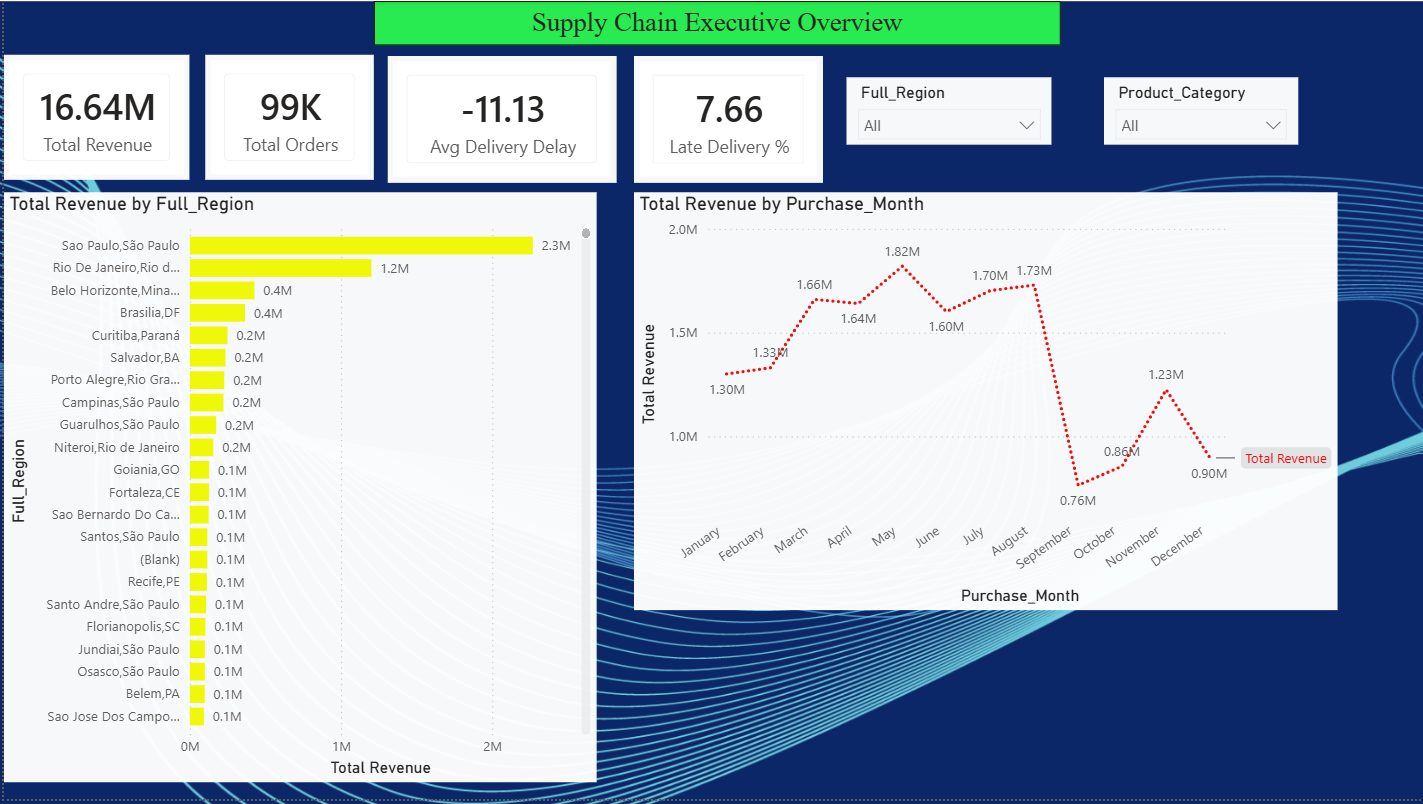 Supply Chain Executive Overview
16.64M
Total Revenue
99K
Total Orders
-11.13
Avg Delivery Delay
7.66
Late Delivery %
Full_Region
All
Product_Category
All
Total Revenue by Full_Region
Full_Region
Sao Paulo,São Paulo 2.3M
Rio De Janeiro,Rio d... 1.2M
Belo Horizonte,Mina... 0.4M
Brasilia,DF 0.4M
Curitiba,Paraná 0.2M
Salvador,BA 0.2M
Porto Alegre,Rio Gra... 0.2M
Campinas,São Paulo 0.2M
Guarulhos,São Paulo 0.2M
Niteroi,Rio de Janeiro 0.2M
Goiania,GO 0.1M
Fortaleza,CE 0.1M
Sao Bernardo Do Ca... 0.1M
Santos,São Paulo 0.1M
(Blank) 0.1M
Recife,PE 0.1M
Santo Andre,São Paulo 0.1M
Florianopolis,SC 0.1M
Jundiai,São Paulo 0.1M
Osasco,São Paulo 0.1M
Belem,PA 0.1M
Sao Jose Dos Campo... 0.1M
0M 1M 2M
Total Revenue
Total Revenue by Purchase_Month
Total Revenue
2.0M
1.5M
1.0M
1.30M
1.33M
1.66M
1.64M
1.82M
1.60M
1.70M
1.73M
0.76M
0.86M
1.23M
0.90M
Total Revenue
January
February
March
April
May
June
July
August
September
October
November
December
Purchase_Month